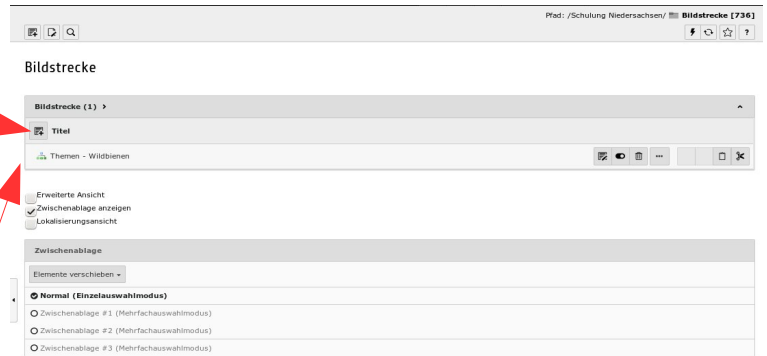 Pfad: /Schulung Niedersachsen/ Bildstrecke [736]
?
Bildstrecke
Bildstrecke (1)
Titel
Themen - Wildbienen
Erweiterte Ansicht
Zwischenablage anzeigen
Lokalisierungsansicht
Zwischenablage
Elemente verschieben
Normal (Einzelauswahlmodus)
Zwischenablage #1 (Mehrfachauswahlmodus)
Zwischenablage #2 (Mehrfachauswahlmodus)
Zwischenablage #3 (Mehrfachauswahlmodus)